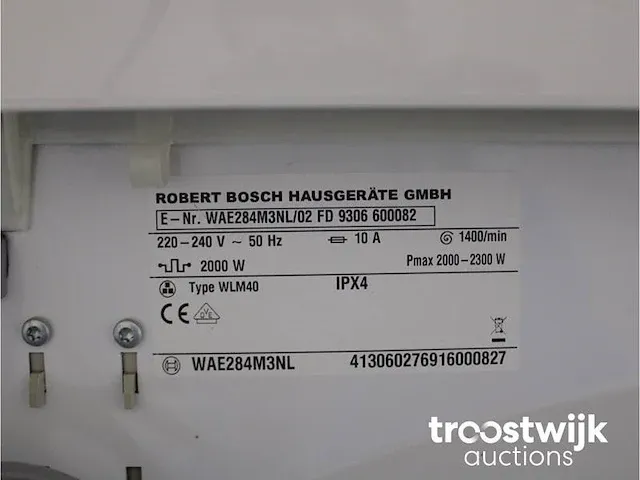 ROBERT BOSCH HAUSGERÄTE GMBH
E-Nr. WAE284M3NL/02 FD 9306 600082
220-240 V ~ 50 Hz 10 A 1400/min
2000 W Pmax 2000-2300 W
Type WLM40 IPX4
CE VDE
WAE284M3NL 413060276916000827
troostwijk
auctions